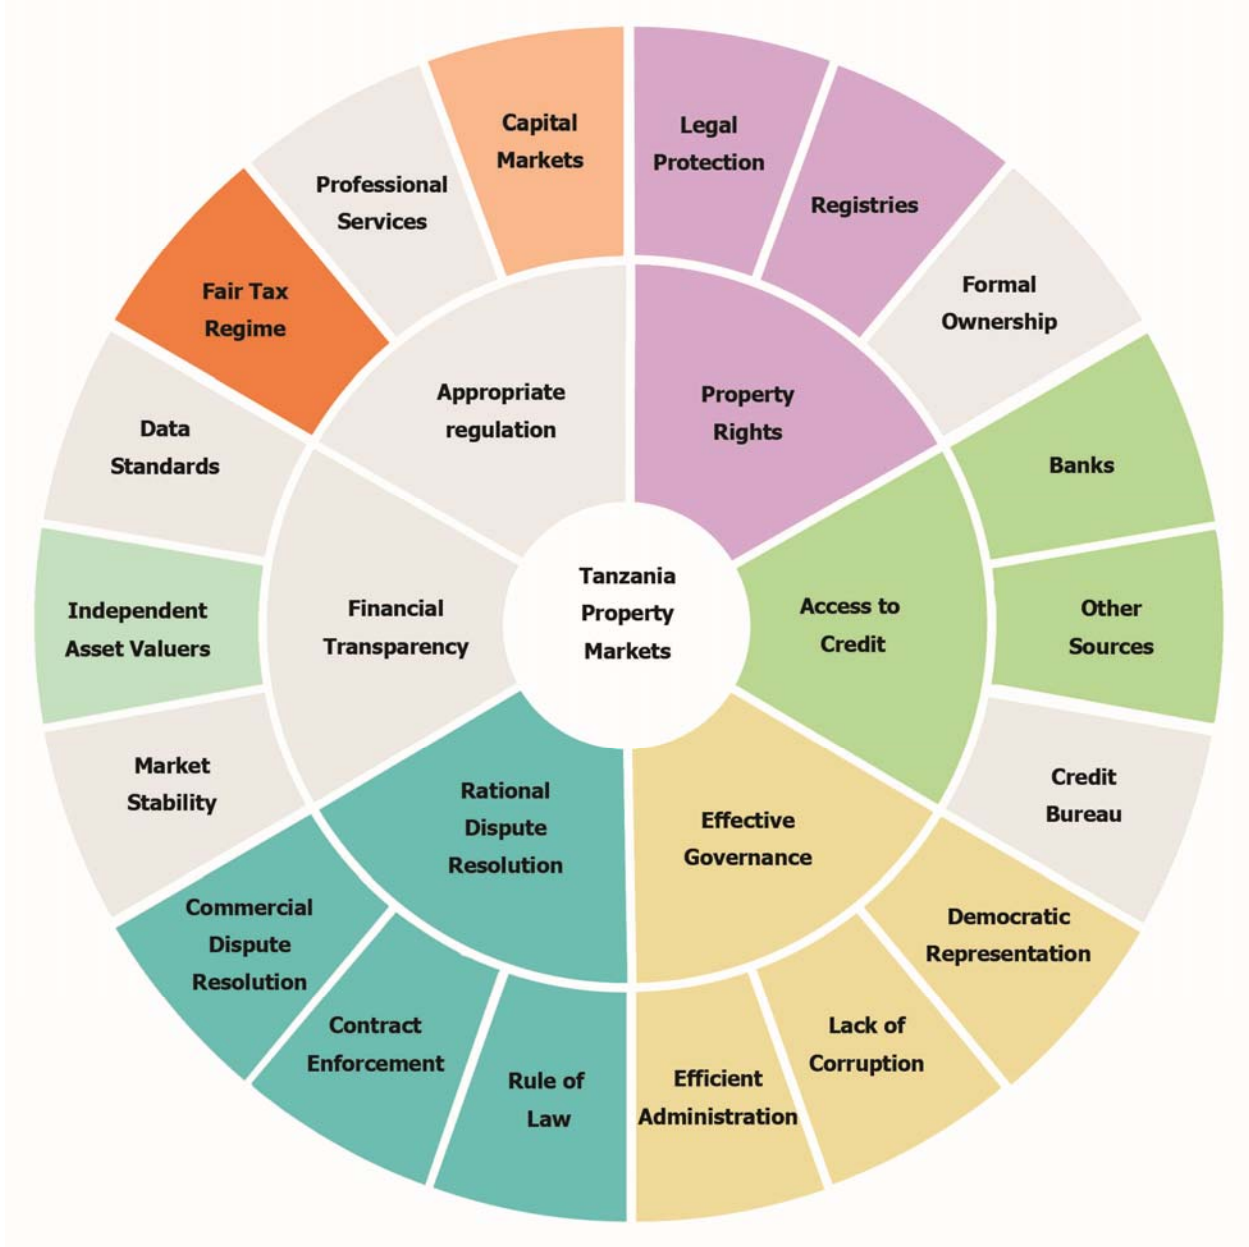 Capital
Markets
Legal
Protection
Professional
Services
Registries
Fair Tax
Regime
Formal
Ownership
Appropriate
regulation
Property
Rights
Data
Standards
Banks
Independent
Asset Valuers
Financial
Transparency
Tanzania
Property
Markets
Access to
Credit
Other
Sources
Market
Stability
Rational
Dispute
Resolution
Effective
Governance
Credit
Bureau
Commercial
Dispute
Resolution
Democratic
Representation
Contract
Enforcement
Lack of
Corruption
Rule of
Law
Efficient
Administration